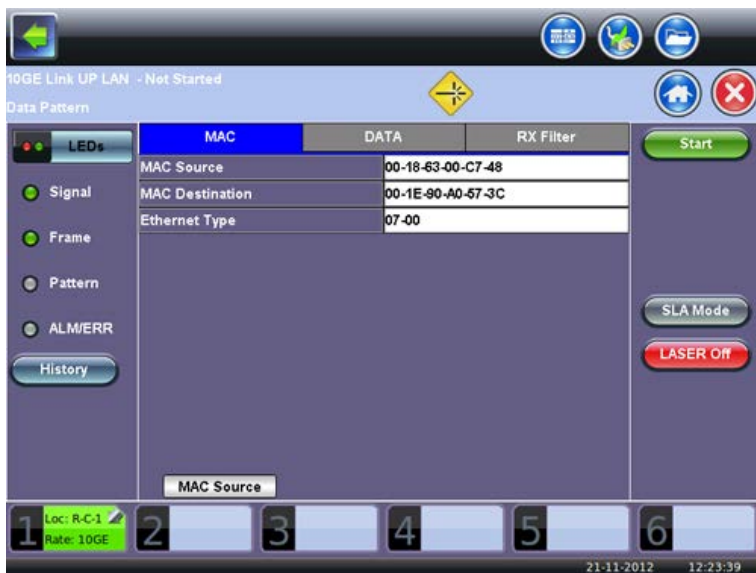 10GE Link UP LAN - Not Started
Data Pattern
LEDs
MAC DATA RX Filter
Start
MAC Source 00-18-63-00-C7-48
Signal
MAC Destination 00-1E-90-A0-57-3C
Ethernet Type 07-00
Frame
Pattern
SLA Mode
ALM/ERR
LASER Off
History
MAC Source
1 Loc: R-C-1 Rate: 10GE 2 3 4 5 6
21-11-2012 12:23:39